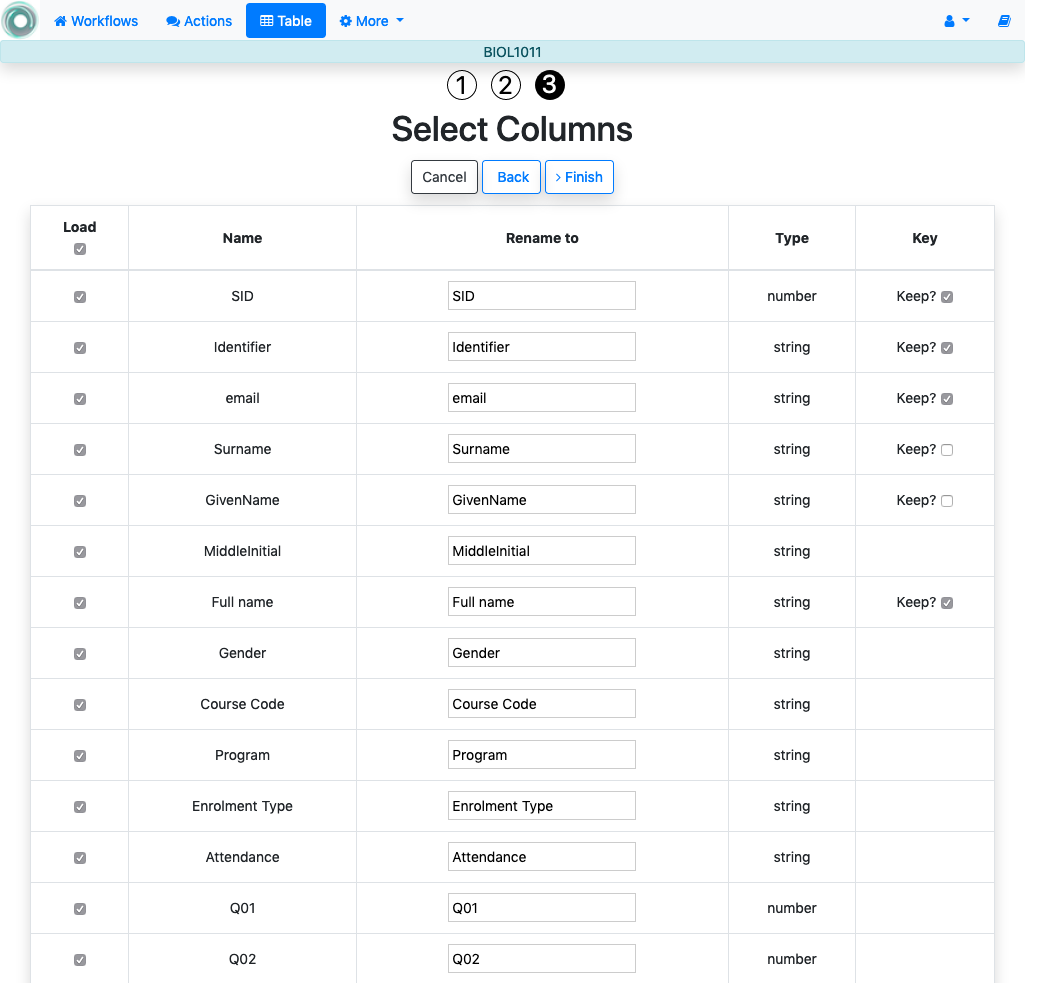 Workflows Actions Table More
BIOL1011
1 2 3
Select Columns
Cancel Back > Finish
Load Name Rename to Type Key
SID SID number Keep?
Identifier Identifier string Keep?
email email string Keep?
Surname Surname string Keep?
GivenName GivenName string Keep?
MiddleInitial MiddleInitial string
Full name Full name string Keep?
Gender Gender string
Course Code Course Code string
Program Program string
Enrolment Type Enrolment Type string
Attendance Attendance string
Q01 Q01 number
Q02 Q02 number